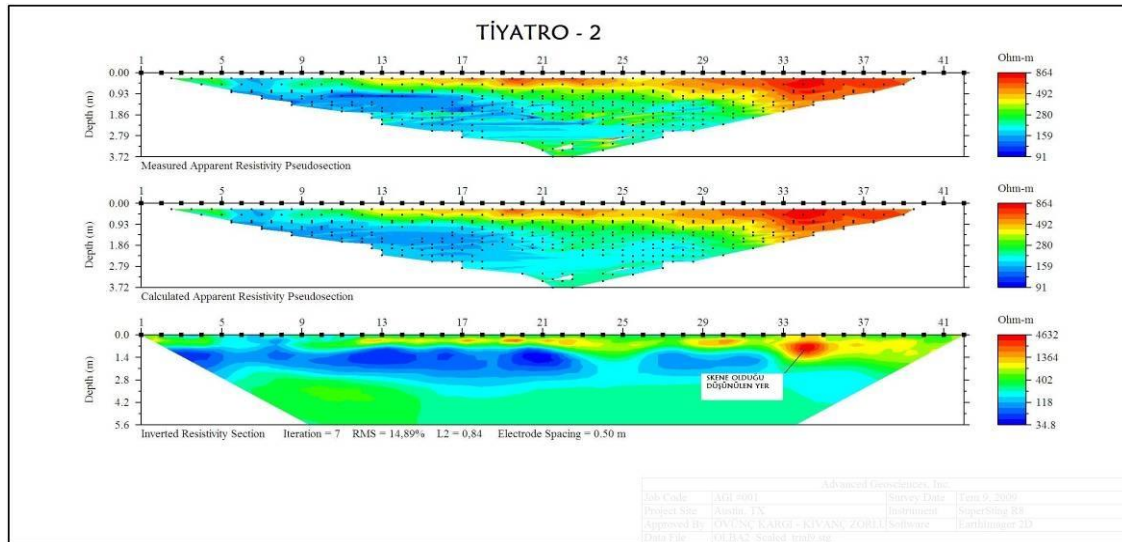 TİYATRO - 2
1 5 9 13 17 21 25 29 33 37 41
Ohm-m
Depth (m)
0.00
0.93
1.86
2.79
3.72
864
492
280
159
91
Measured Apparent Resistivity Pseudosection
1 5 9 13 17 21 25 29 33 37 41
Ohm-m
Depth (m)
0.00
0.93
1.86
2.79
3.72
864
492
280
159
91
Calculated Apparent Resistivity Pseudosection
1 5 9 13 17 21 25 29 33 37 41
Ohm-m
Depth (m)
0.0
1.4
2.8
4.2
5.6
4632
1364
402
118
34.8
SKENE OLDUĞU
DÜŞÜNÜLEN YER
Inverted Resistivity Section Iteration = 7 RMS = 14,89% L2 = 0,84 Electrode Spacing = 0.50 m
Advanced Geosciences, Inc.
Job Code AGI #001 Survey Date Tem 9, 2009
Project Site Austin, TX Instrument SuperSting R8
Approved By ÖVÜNÇ KARGI - KIVANÇ ZORLU Software EarthImager 2D
Data File